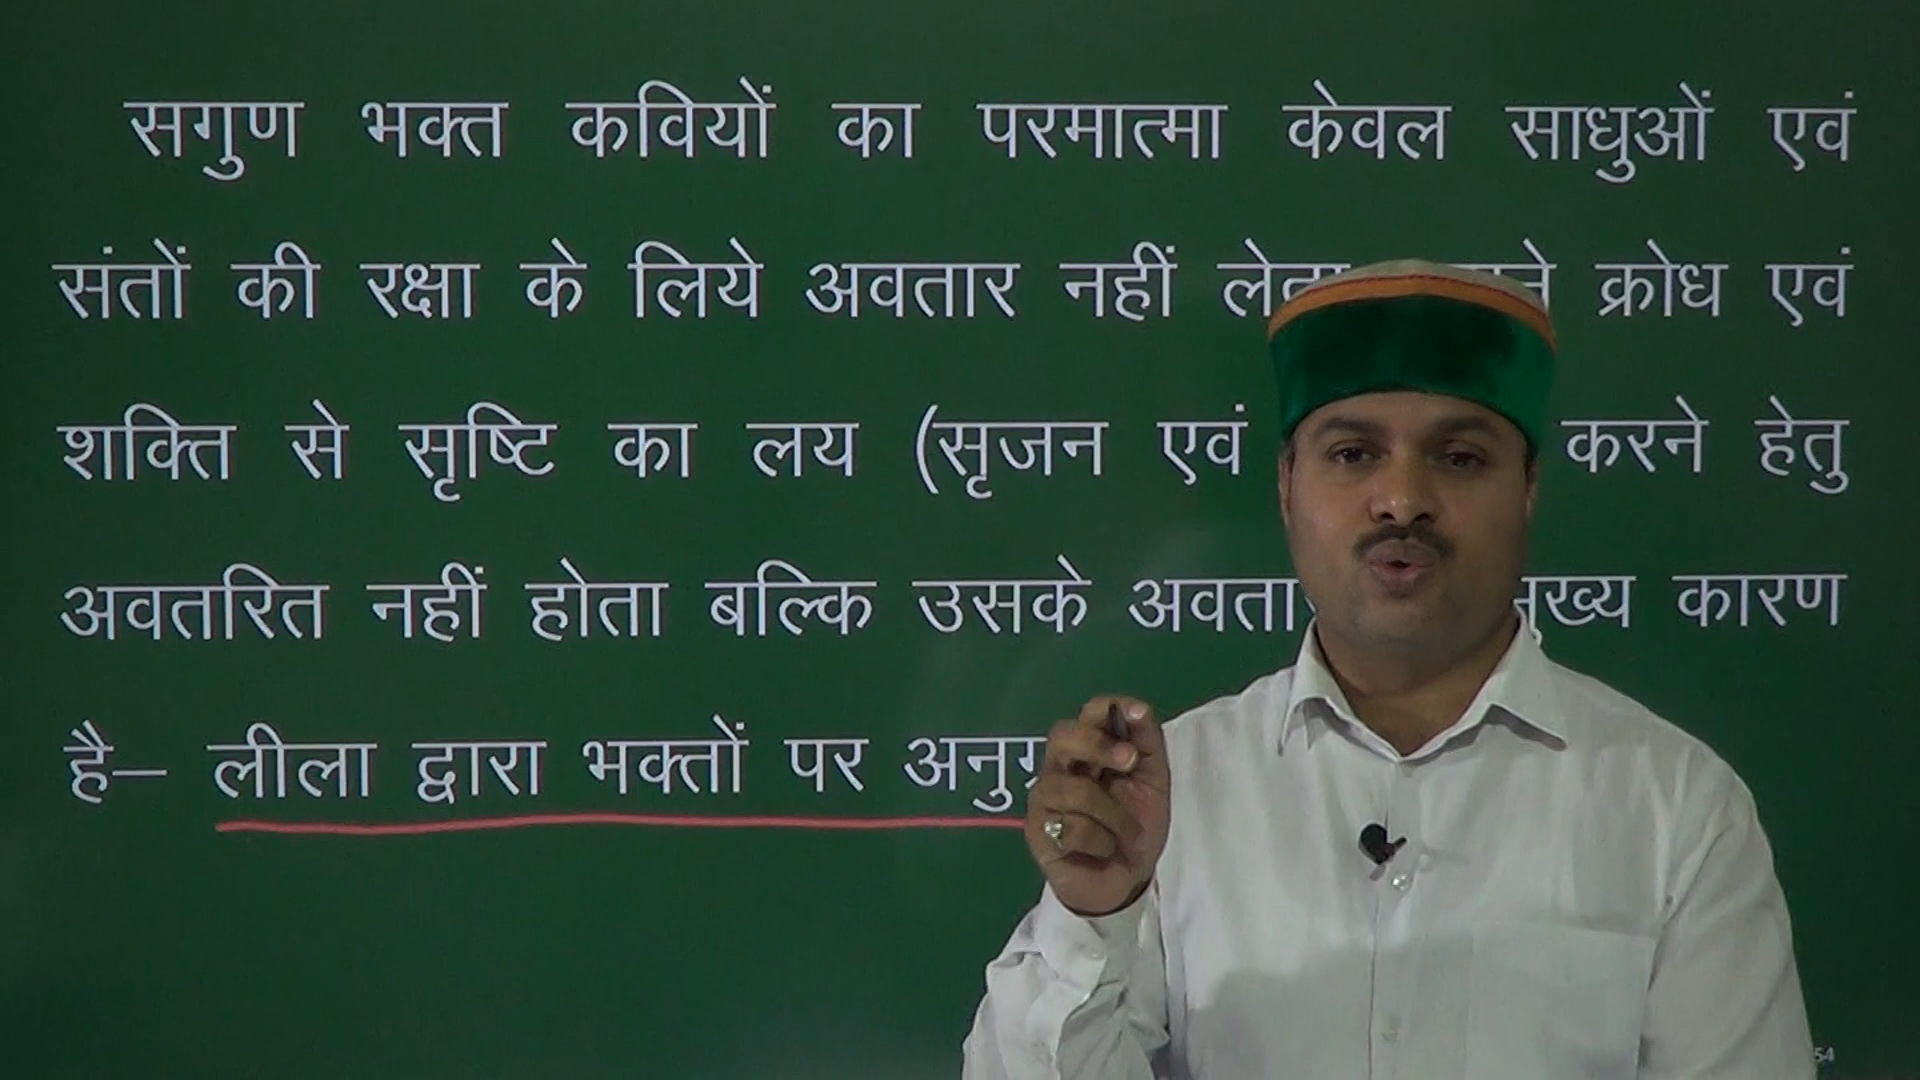 सगुण भक्त कवियों का परमात्मा केवल साधुओं एवं
संतों की रक्षा के लिये अवतार नहीं क्रोध एवं
शक्ति से सृष्टि का लय (सृजन एवं करने हेतु
अवतरित नहीं होता बल्कि उसके कारण
है– लीला द्वारा भक्तों पर
54